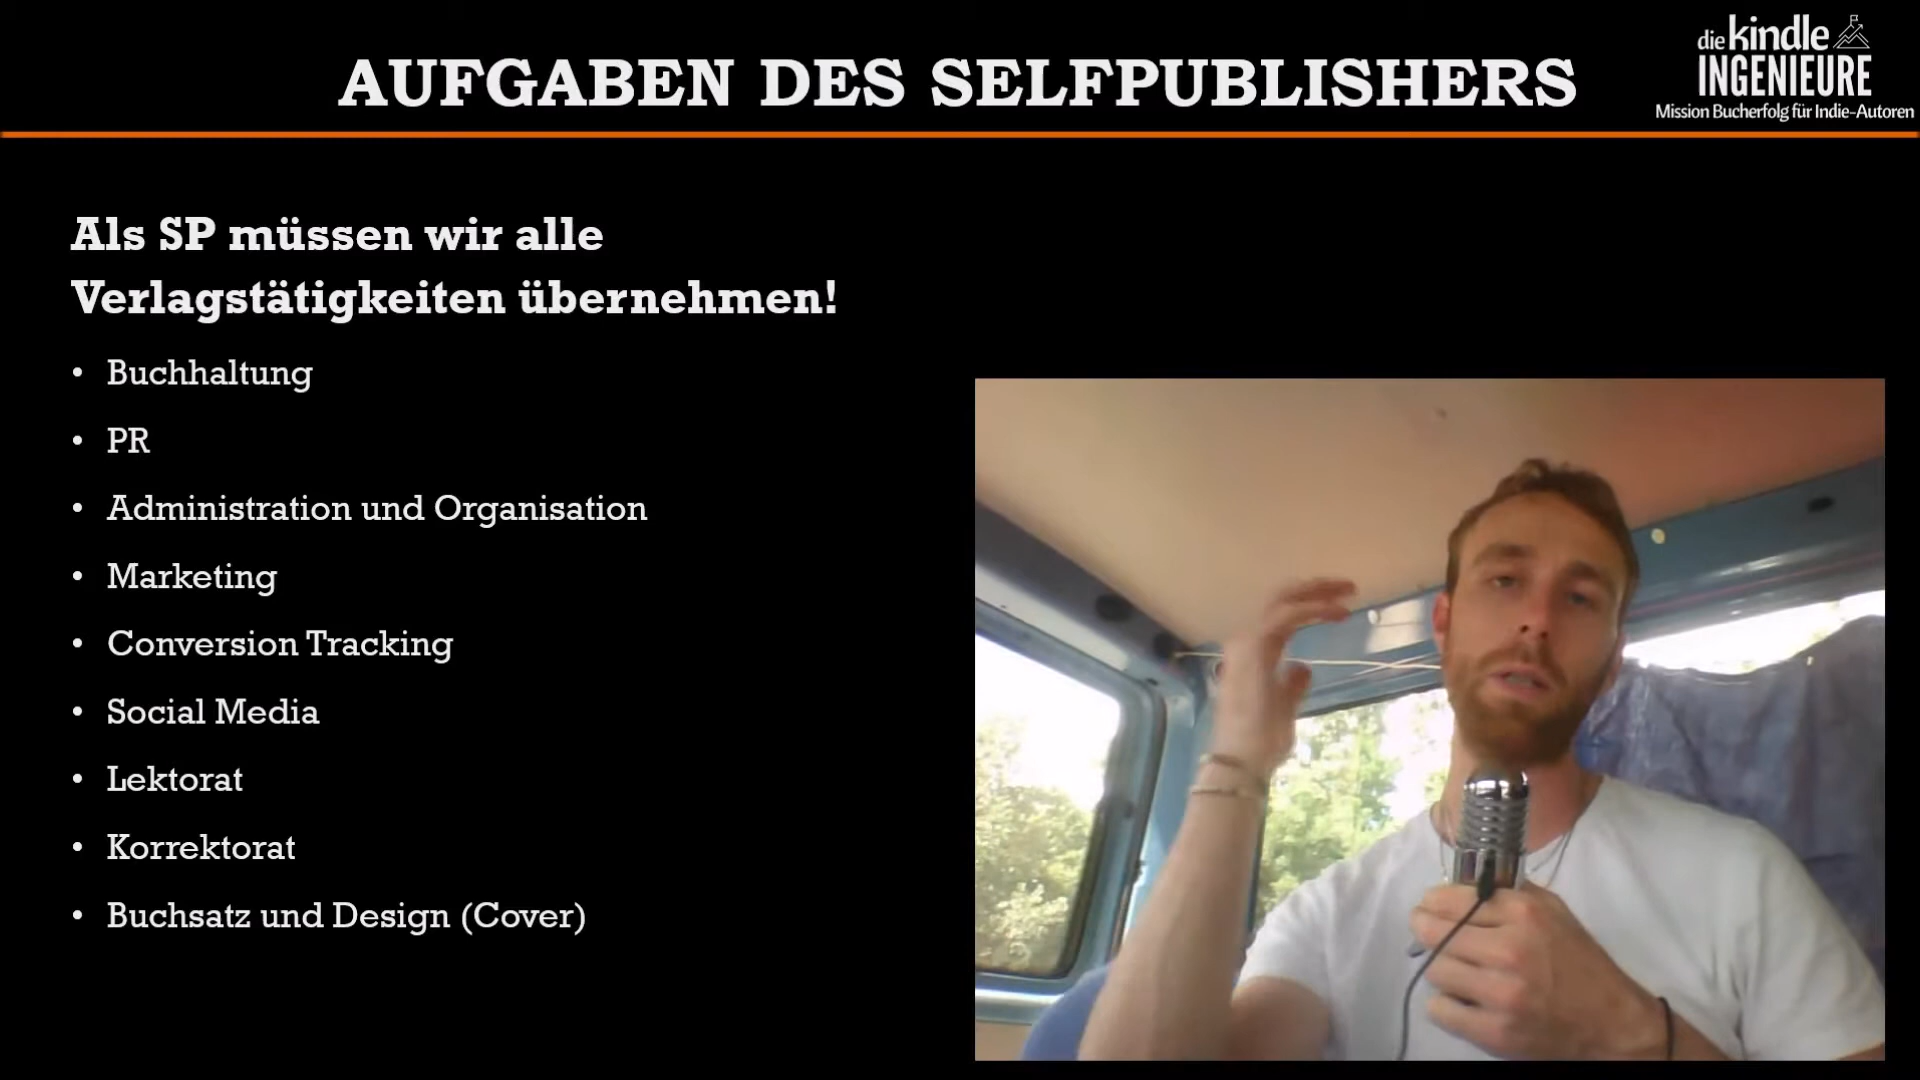 AUFGABEN DES SELFPUBLISHERS
die kindle
INGENIEURE
Mission Bucherfolg für Indie-Autoren
Als SP müssen wir alle
Verlagstätigkeiten übernehmen!
• Buchhaltung
• PR
• Administration und Organisation
• Marketing
• Conversion Tracking
• Social Media
• Lektorat
• Korrektorat
• Buchsatz und Design (Cover)